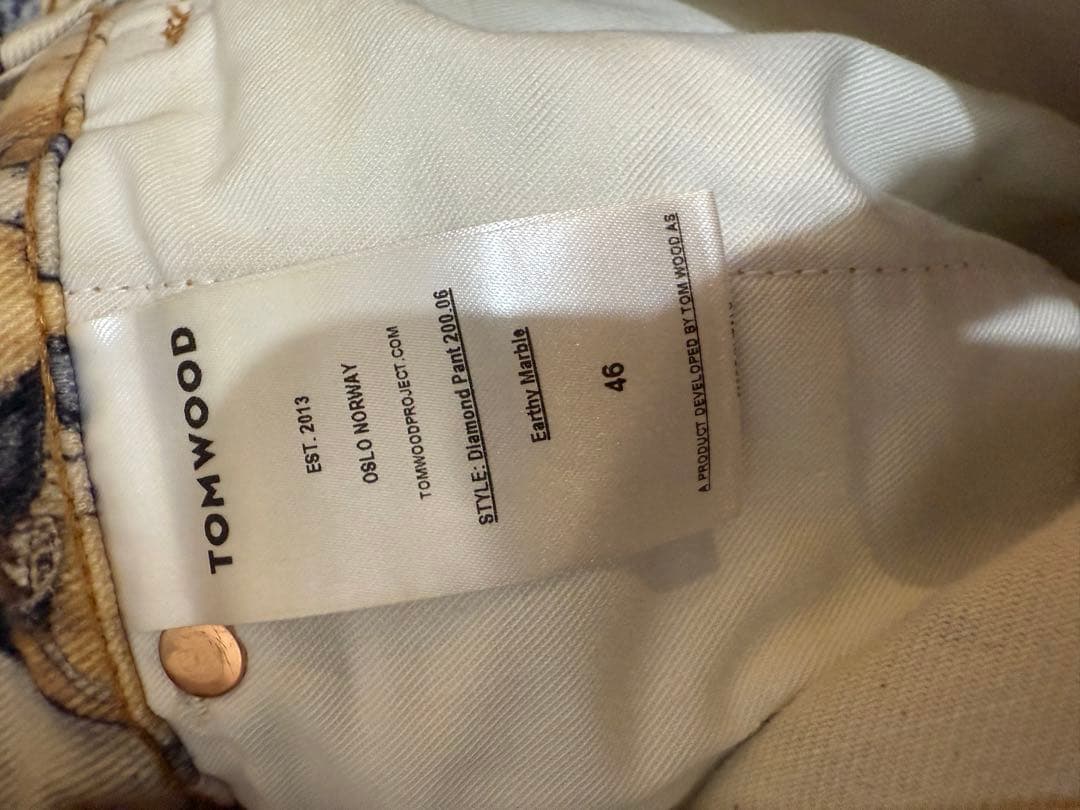 TOMWOOD
EST. 2013
OSLO NORWAY
TOMWOODPROJECT.COM
STYLE: Diamond Pant 200.06
Earthy Marble
46
A PRODUCT DEVELOPED BY TOM WOOD AS